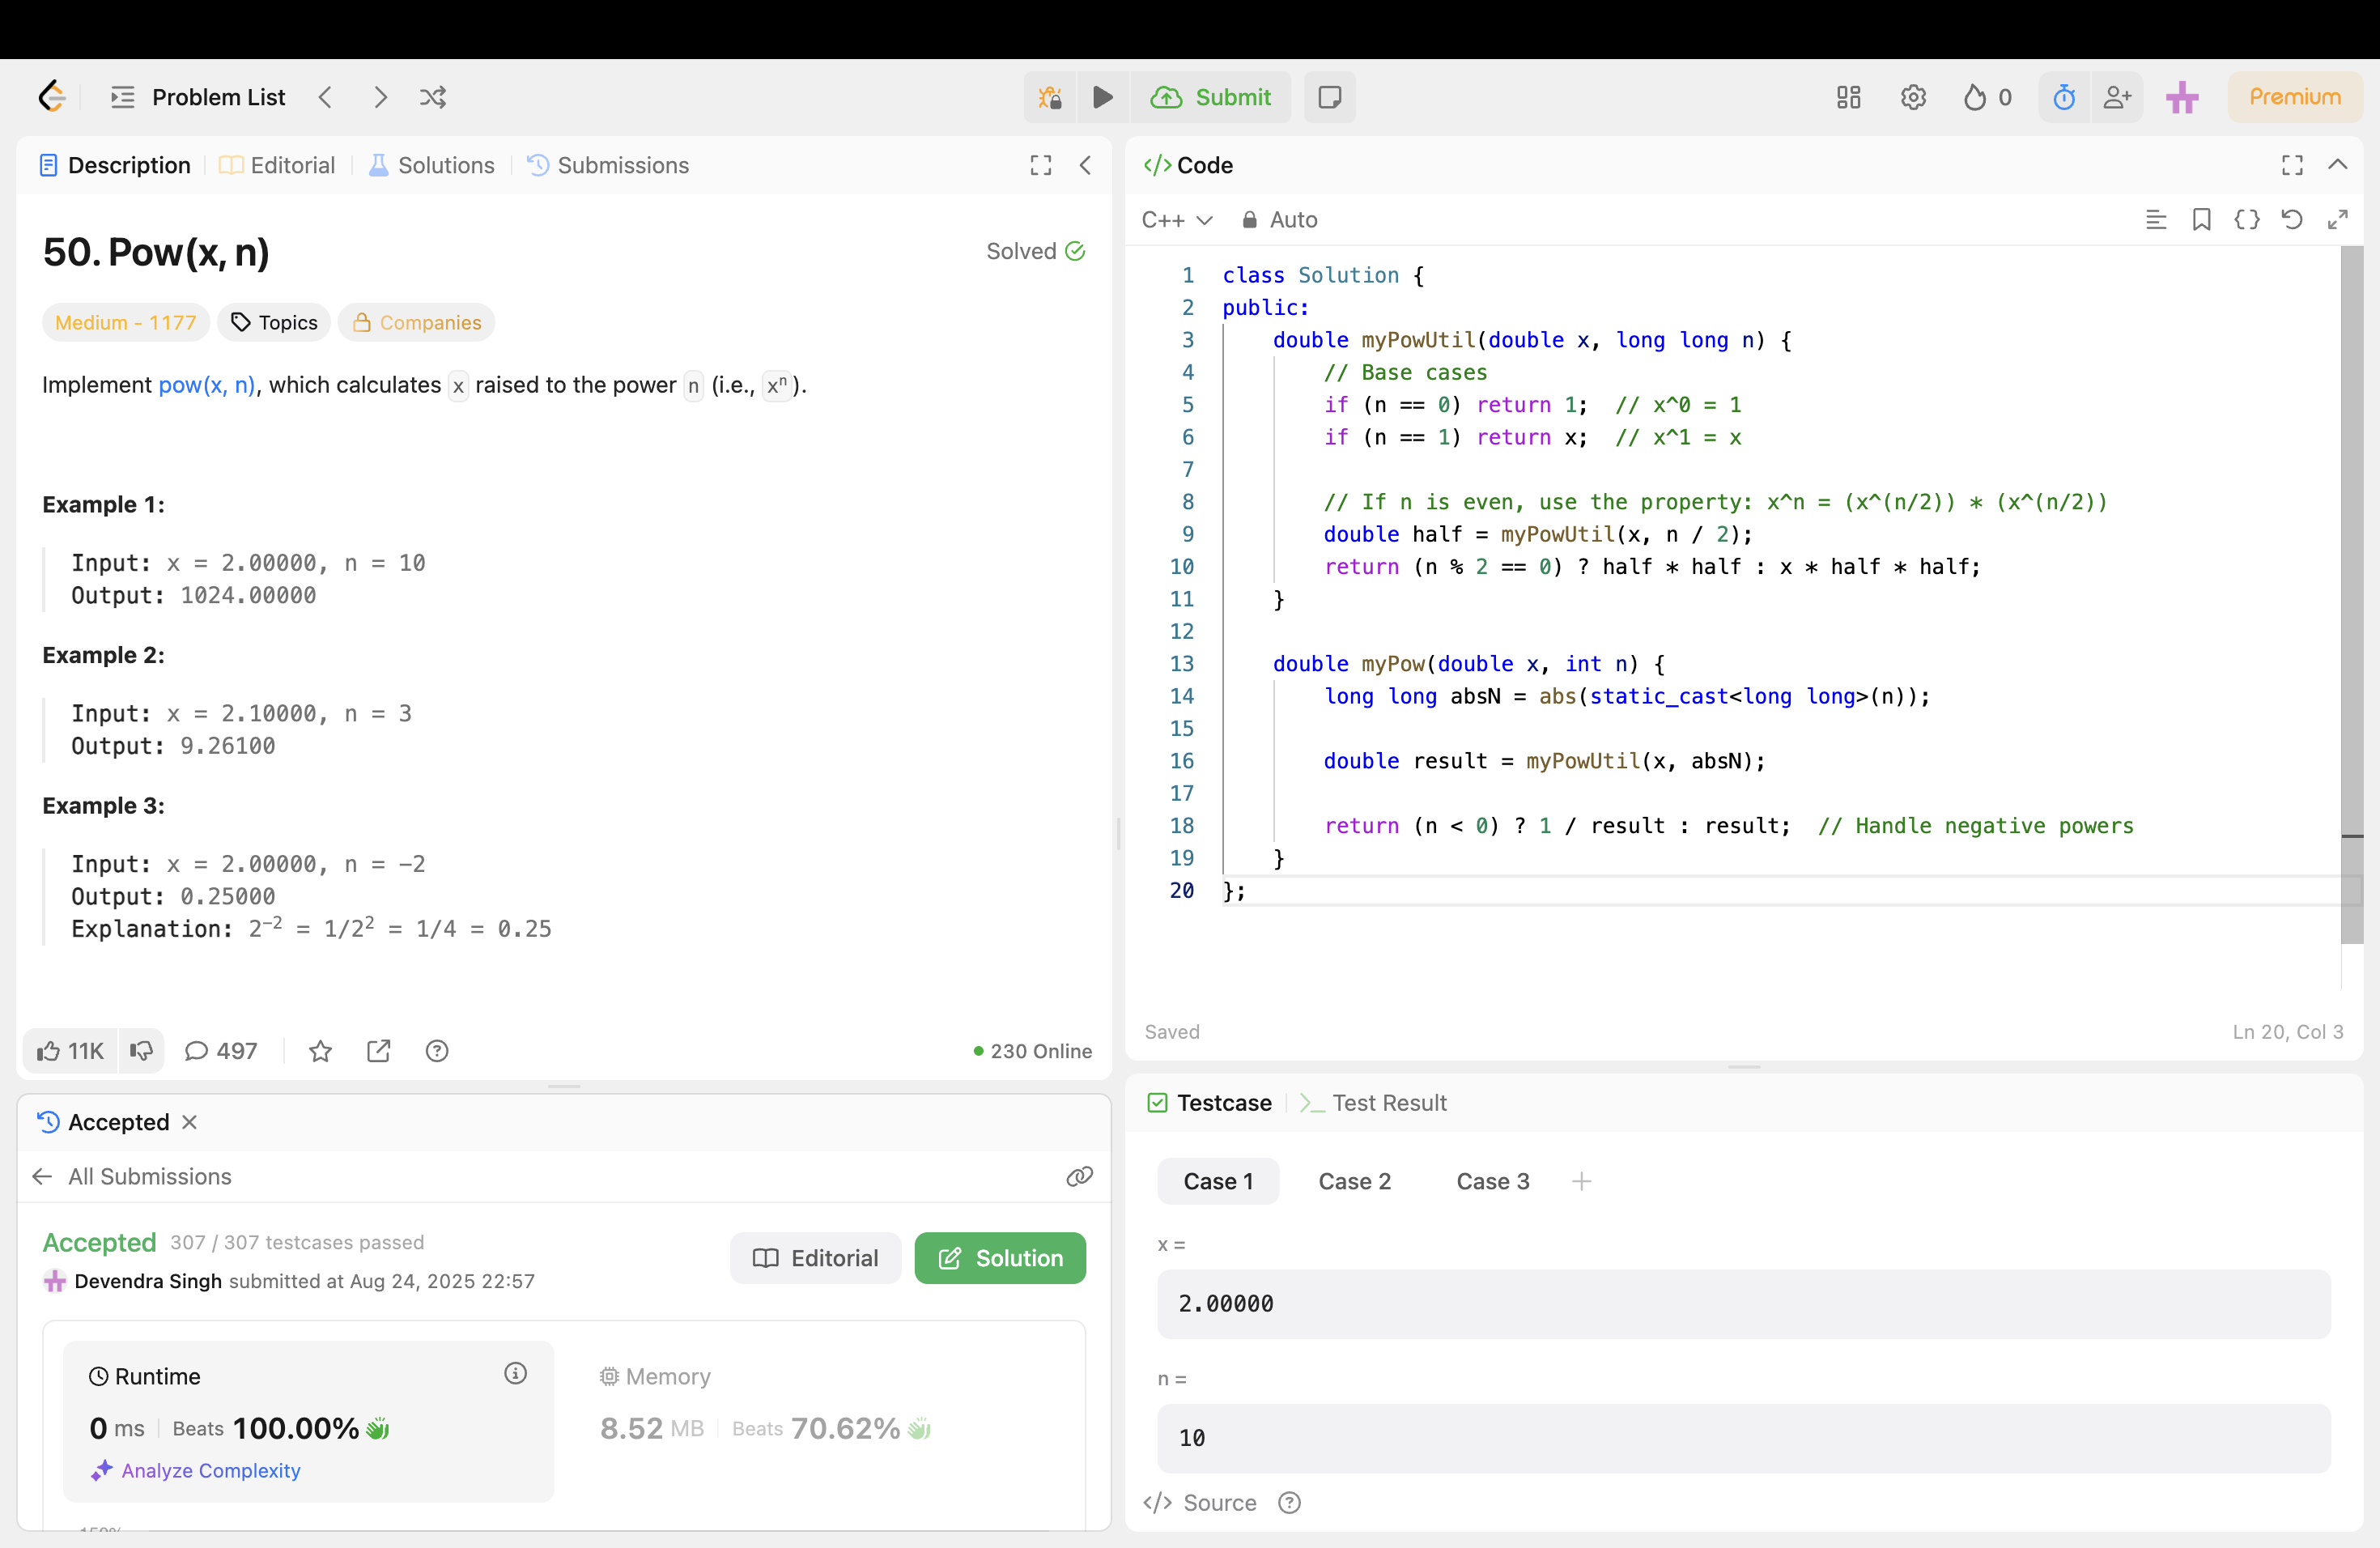 Problem List
Submit
0
Premium
Description
Editorial
Solutions
Submissions
50. Pow(x, n)
Solved
Medium - 1177
Topics
Companies
Implement pow(x, n), which calculates x raised to the power n (i.e., xⁿ).
Example 1:
Input: x = 2.00000, n = 10
Output: 1024.00000
Example 2:
Input: x = 2.10000, n = 3
Output: 9.26100
Example 3:
Input: x = 2.00000, n = -2
Output: 0.25000
Explanation: 2⁻² = 1/2² = 1/4 = 0.25
11K
497
230 Online
Accepted
All Submissions
Accepted 307 / 307 testcases passed
Devendra Singh submitted at Aug 24, 2025 22:57
Editorial
Solution
Runtime
0 ms Beats 100.00%
Analyze Complexity
Memory
8.52 MB Beats 70.62%
</> Code
C++
Auto
1 class Solution {
2 public:
3     double myPowUtil(double x, long long n) {
4         // Base cases
5         if (n == 0) return 1;  // x^0 = 1
6         if (n == 1) return x;  // x^1 = x
7
8         // If n is even, use the property: x^n = (x^(n/2)) * (x^(n/2))
9         double half = myPowUtil(x, n / 2);
10         return (n % 2 == 0) ? half * half : x * half * half;
11     }
12
13     double myPow(double x, int n) {
14         long long absN = abs(static_cast<long long>(n));
15
16         double result = myPowUtil(x, absN);
17
18         return (n < 0) ? 1 / result : result;  // Handle negative powers
19     }
20 };
Saved
Ln 20, Col 3
Testcase
Test Result
Case 1
Case 2
Case 3
x =
2.00000
n =
10
</> Source